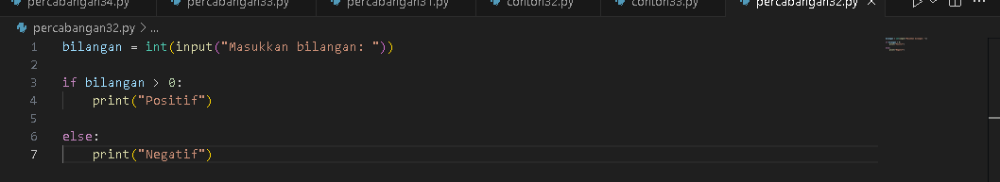 percabangan34.py percabangan33.py percabangan31.py contoh32.py contoh33.py percabangan32.py
percabangan32.py > ...
1 bilangan = int(input("Masukkan bilangan: "))
2
3 if bilangan > 0:
4 print("Positif")
5
6 else:
7 print("Negatif")